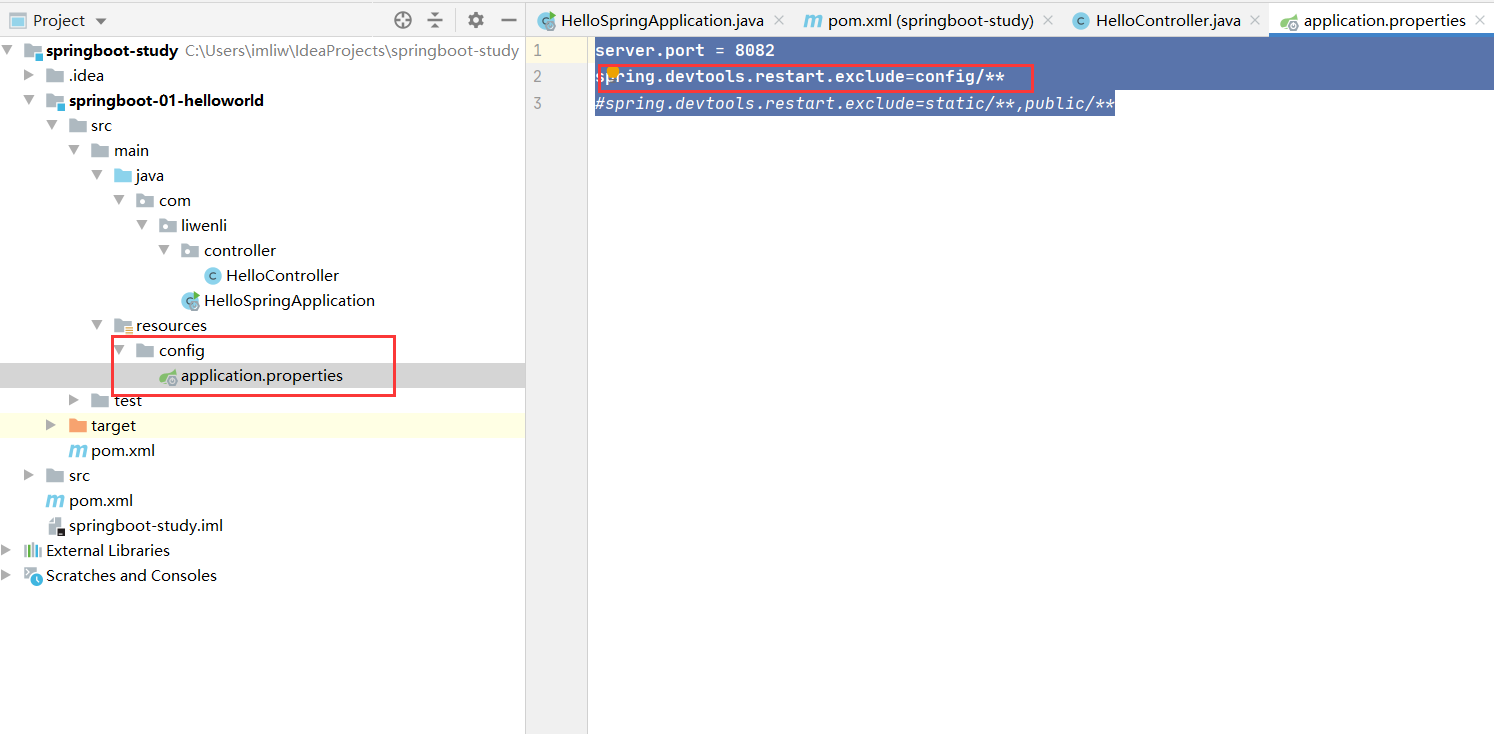 Project
springboot-study C:\Users\imliw\IdeaProjects\springboot-study
.idea
springboot-01-helloworld
src
main
java
com
liwenli
controller
HelloController
HelloSpringApplication
resources
config
application.properties
test
target
pom.xml
src
pom.xml
springboot-study.iml
External Libraries
Scratches and Consoles
HelloSpringApplication.java
pom.xml (springboot-study)
HelloController.java
application.properties
1 server.port = 8082
2 spring.devtools.restart.exclude=config/**
3 #spring.devtools.restart.exclude=static/**,public/**